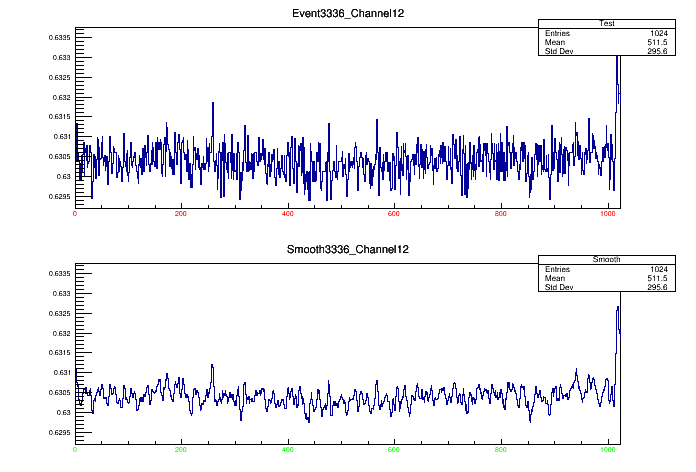 Event3336_Channel12
Test
Entries 1024
Mean 511.5
Std Dev 295.6
0.6335
0.633
0.6325
0.632
0.6315
0.631
0.6305
0.63
0.6295
0 200 400 600 800 1000
Smooth3336_Channel12
Smooth
Entries 1024
Mean 511.5
Std Dev 295.6
0.6335
0.633
0.6325
0.632
0.6315
0.631
0.6305
0.63
0.6295
0 200 400 600 800 1000